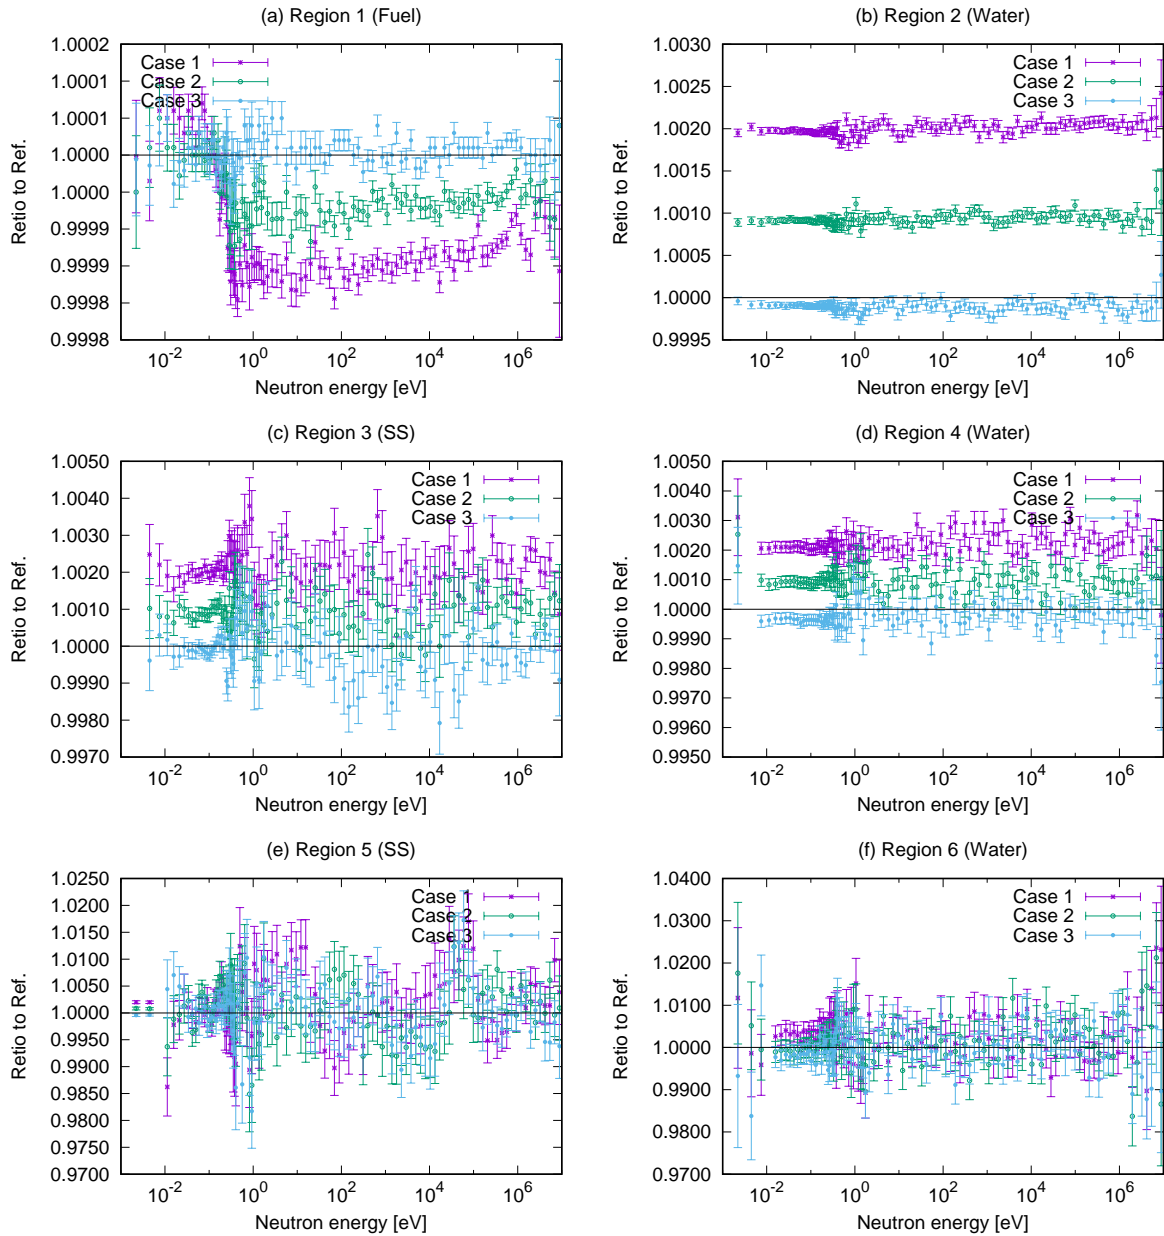 (a) Region 1 (Fuel)
1.0002
1.0001
1.0001
1.0000
1.0000
0.9999
0.9999
0.9998
0.9998
Retio to Ref.
Case 1
Case 2
Case 3
10^-2 10^0 10^2 10^4 10^6
Neutron energy [eV]
(b) Region 2 (Water)
1.0030
1.0025
1.0020
1.0015
1.0010
1.0005
1.0000
0.9995
Retio to Ref.
Case 1
Case 2
Case 3
10^-2 10^0 10^2 10^4 10^6
Neutron energy [eV]
(c) Region 3 (SS)
1.0050
1.0040
1.0030
1.0020
1.0010
1.0000
0.9990
0.9980
0.9970
Retio to Ref.
Case 1
Case 2
Case 3
10^-2 10^0 10^2 10^4 10^6
Neutron energy [eV]
(d) Region 4 (Water)
1.0050
1.0040
1.0030
1.0020
1.0010
1.0000
0.9990
0.9980
0.9970
0.9960
0.9950
Retio to Ref.
Case 1
Case 2
Case 3
10^-2 10^0 10^2 10^4 10^6
Neutron energy [eV]
(e) Region 5 (SS)
1.0250
1.0200
1.0150
1.0100
1.0050
1.0000
0.9950
0.9900
0.9850
0.9800
0.9750
0.9700
Retio to Ref.
Case 1
Case 2
Case 3
10^-2 10^0 10^2 10^4 10^6
Neutron energy [eV]
(f) Region 6 (Water)
1.0400
1.0300
1.0200
1.0100
1.0000
0.9900
0.9800
0.9700
Retio to Ref.
Case 1
Case 2
Case 3
10^-2 10^0 10^2 10^4 10^6
Neutron energy [eV]